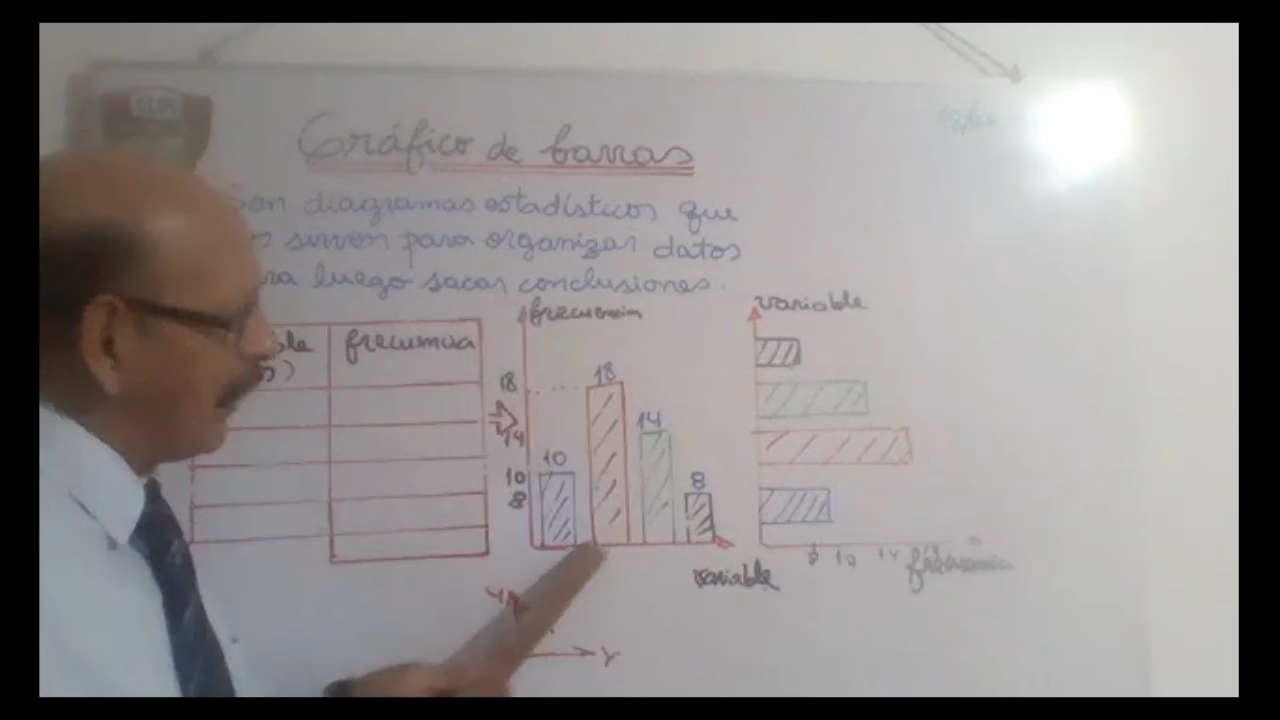 Gráfico de barras
Son diagramas estadísticos que
sirven para organizar datos
luego sacar conclusiones.
frecuencia
frecuencia
variable
18
18
14
14
10
10
8
8
variable
variable
8 10 14 18
frecuencia
Y